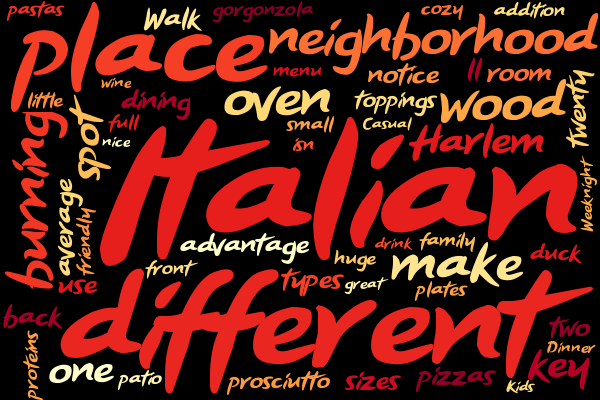 pastas
Walk
gorgonzola
cozy
addition
place
neighborhood
wine
menu
notice
ll
room
little
dining
oven
toppings
wood
twenty
full
small
Casual
nice
isn
Harlem
spot
burning
Italian
Weeknight
average
friendly
advantage
drink
family
huge
make
duck
front
use
types
great
plates
different
back
two
Dinner
proteins
one
patio
prosciutto
sizes
pizzas
key
Kids